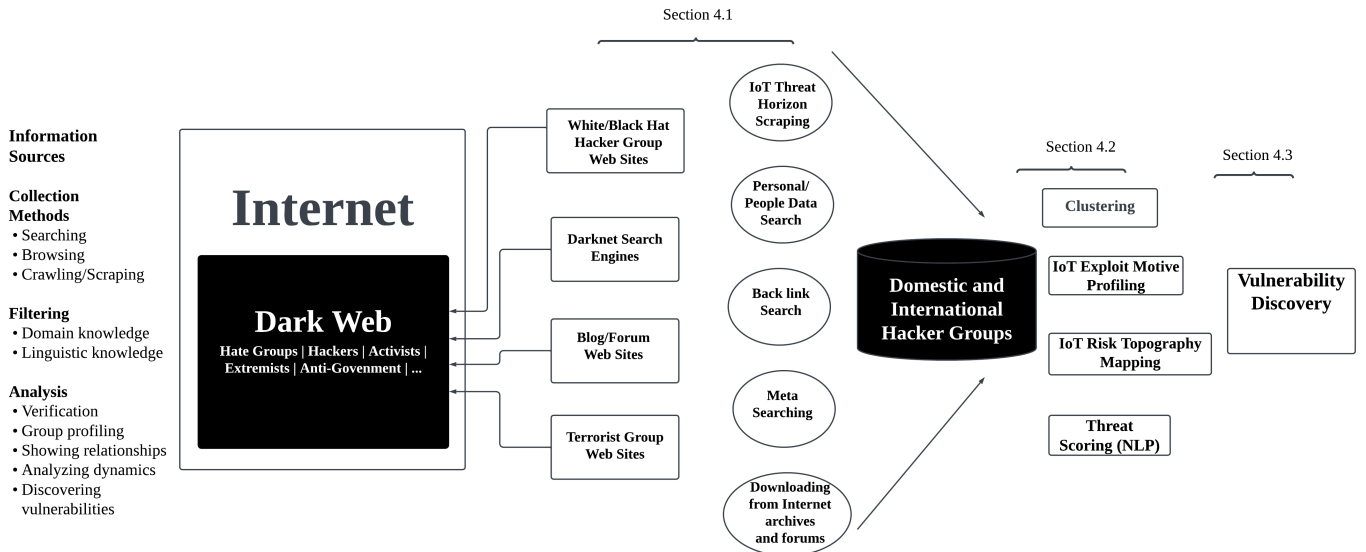 Section 4.1
Information
Sources
Collection
Methods
• Searching
• Browsing
• Crawling/Scraping
Filtering
• Domain knowledge
• Linguistic knowledge
Analysis
• Verification
• Group profiling
• Showing relationships
• Analyzing dynamics
• Discovering
vulnerabilities
Internet
Dark Web
Hate Groups | Hackers | Activists |
Extremists | Anti-Govenment | ...
White/Black Hat
Hacker Group
Web Sites
Darknet Search
Engines
Blog/Forum
Web Sites
Terrorist Group
Web Sites
IoT Threat
Horizon
Scraping
Personal/
People Data
Search
Back link
Search
Meta
Searching
Downloading
from Internet
archives
and forums
Domestic and
International
Hacker Groups
Section 4.2
Clustering
IoT Exploit Motive
Profiling
IoT Risk Topography
Mapping
Threat
Scoring (NLP)
Section 4.3
Vulnerability
Discovery